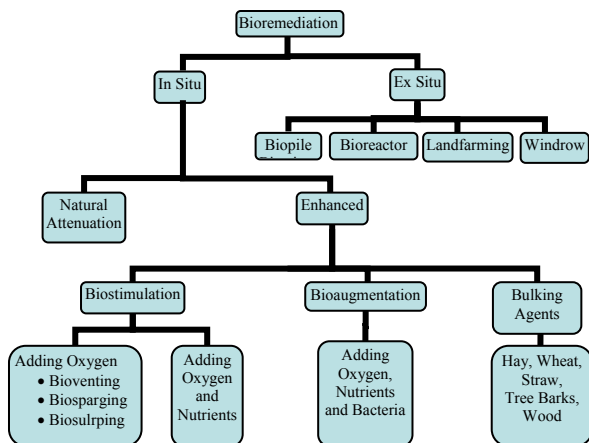 Bioremediation
In Situ
Ex Situ
Biopile
Bioreactor
Landfarming
Windrow
Natural
Attenuation
Enhanced
Biostimulation
Bioaugmentation
Bulking
Agents
Adding Oxygen
• Bioventing
• Biosparging
• Biosulrping
Adding
Oxygen
and
Nutrients
Adding
Oxygen,
Nutrients
and Bacteria
Hay, Wheat,
Straw,
Tree Barks,
Wood